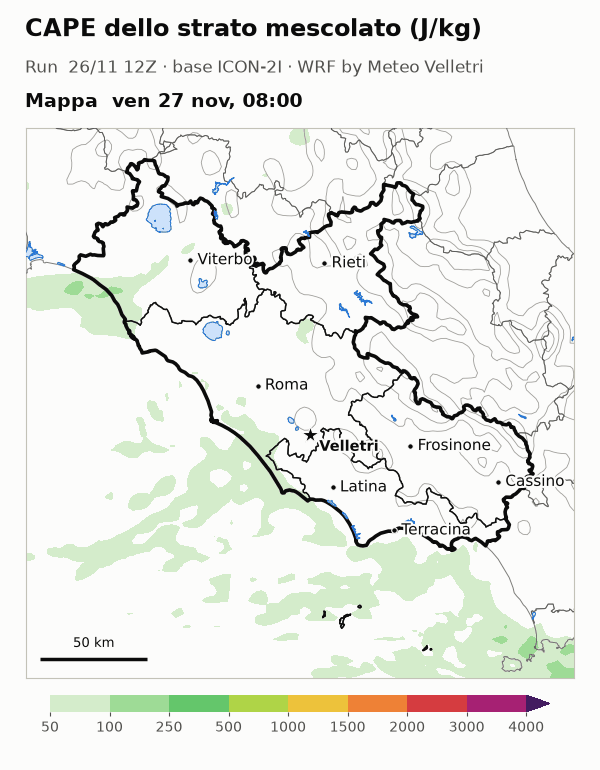 CAPE dello strato mescolato (J/kg)
Run  26/11 12Z · base ICON-2I · WRF by Meteo Velletri
Mappa  ven 27 nov, 08:00
Viterbo
Rieti
Roma
Velletri
Frosinone
Cassino
Latina
Terracina
50 km
50 100 250 500 1000 1500 2000 3000 4000